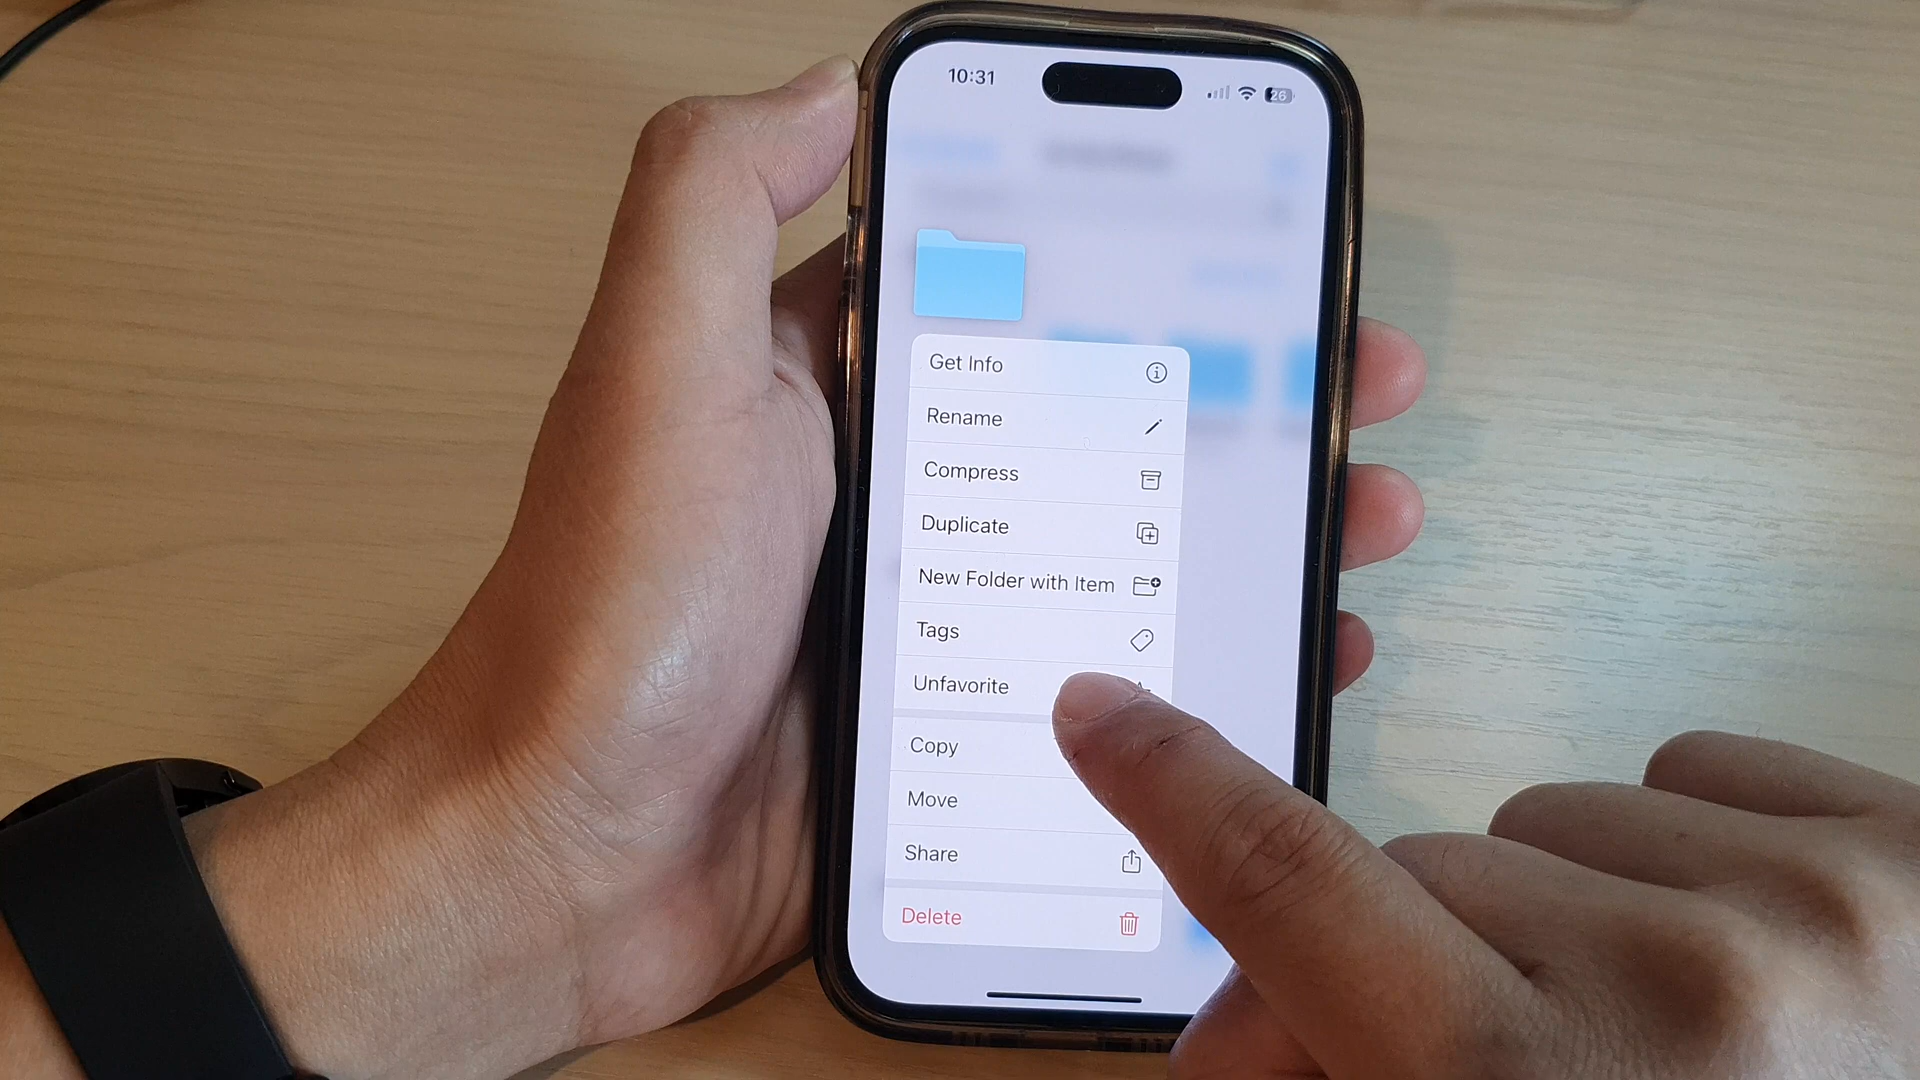 10:31
26
Get Info
Rename
Compress
Duplicate
New Folder with Item
Tags
Unfavorite
Copy
Move
Share
Delete